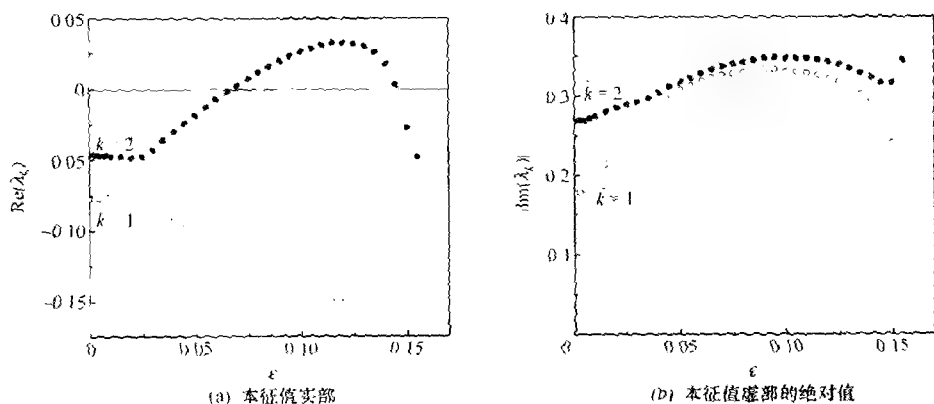 0.05
0
0.05
-0.10
-0.15
k = 2
k = 1
Re(λk)
0
0.05
0.10
0.15
ε
(a) 本征值实部
0.4
0.3
0.2
0.1
k = 2
k = 1
|Im(λk)|
0
0.05
0.10
0.15
ε
(b) 本征值虚部的绝对值